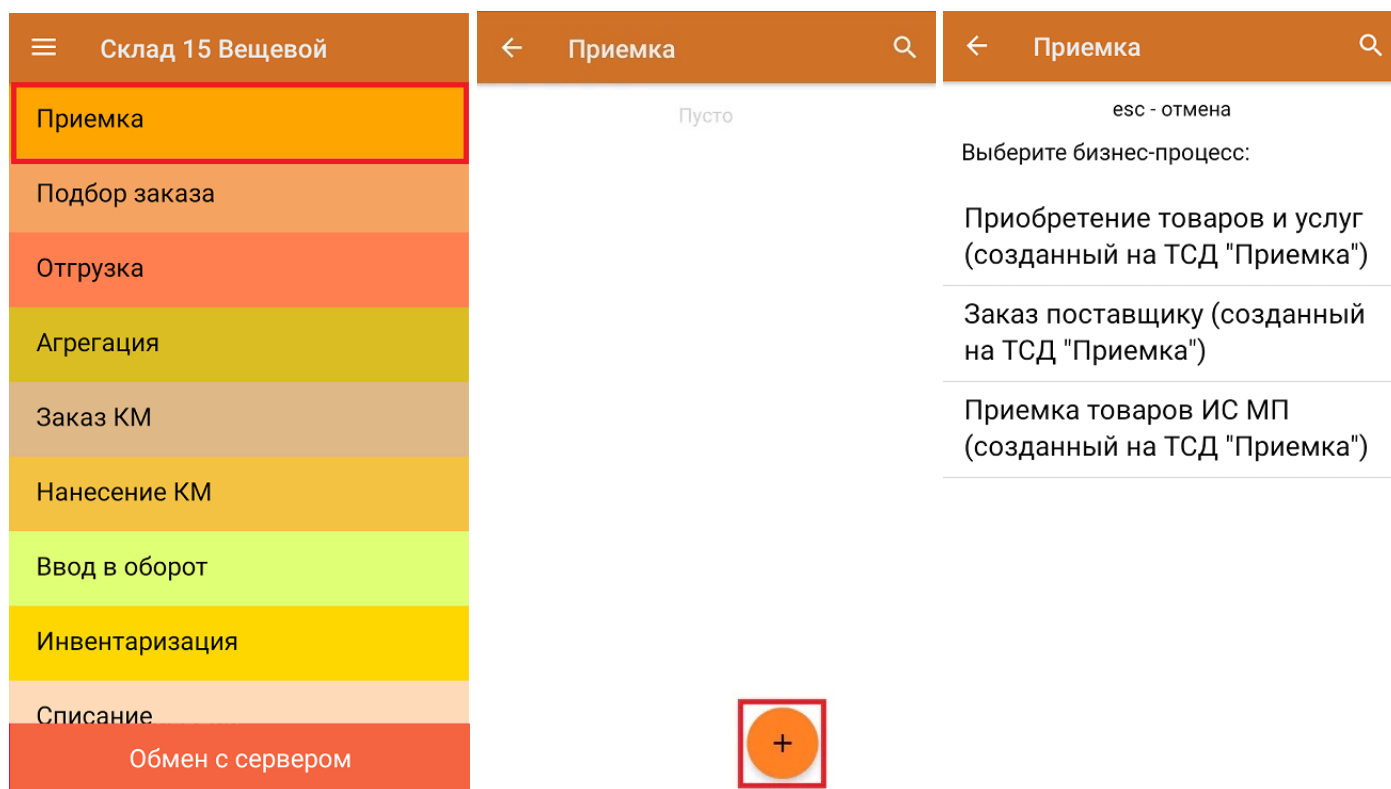 Склад 15 Вещевой
Приемка
Подбор заказа
Отгрузка
Агрегация
Заказ КМ
Нанесение КМ
Ввод в оборот
Инвентаризация
Списание
Обмен с сервером
Приемка
Пусто
+
Приемка
esc - отмена
Выберите бизнес-процесс:
Приобретение товаров и услуг
(созданный на ТСД "Приемка")
Заказ поставщику (созданный
на ТСД "Приемка")
Приемка товаров ИС МП
(созданный на ТСД "Приемка")